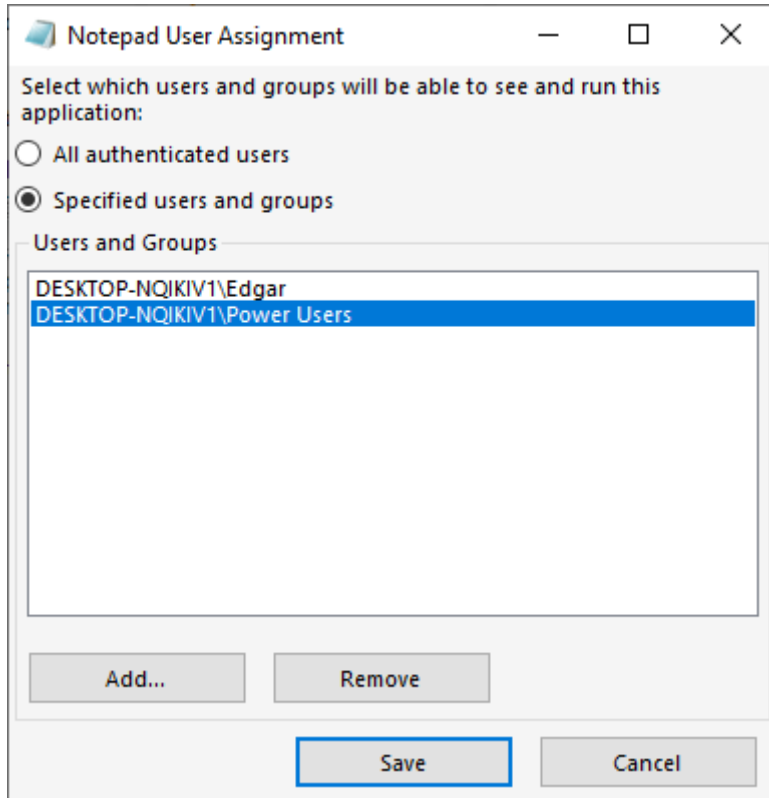 Notepad User Assignment
Select which users and groups will be able to see and run this
application:
All authenticated users
Specified users and groups
Users and Groups
DESKTOP-NQIKIV1\Edgar
DESKTOP-NQIKIV1\Power Users
Add...
Remove
Save
Cancel